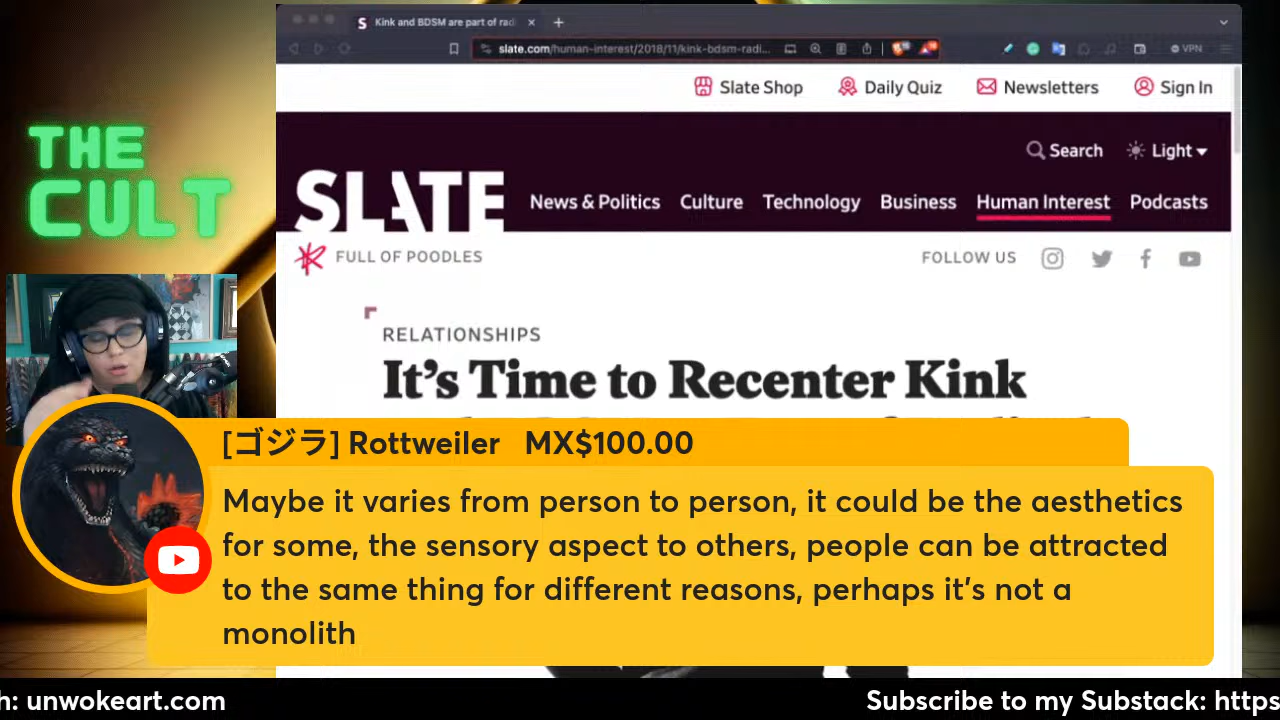 Kink and BDSM are part of rad
slate.com/human-interest/2018/11/kink-bdsm-radi...
VPN
Slate Shop
Daily Quiz
Newsletters
Sign In
Search
Light
SLATE
News & Politics
Culture
Technology
Business
Human Interest
Podcasts
FULL OF POODLES
FOLLOW US
THE
CULT
RELATIONSHIPS
It's Time to Recenter Kink
[ゴジラ] Rottweiler MX$100.00
Maybe it varies from person to person, it could be the aesthetics
for some, the sensory aspect to others, people can be attracted
to the same thing for different reasons, perhaps it's not a
monolith
h: unwokeart.com
Subscribe to my Substack: https